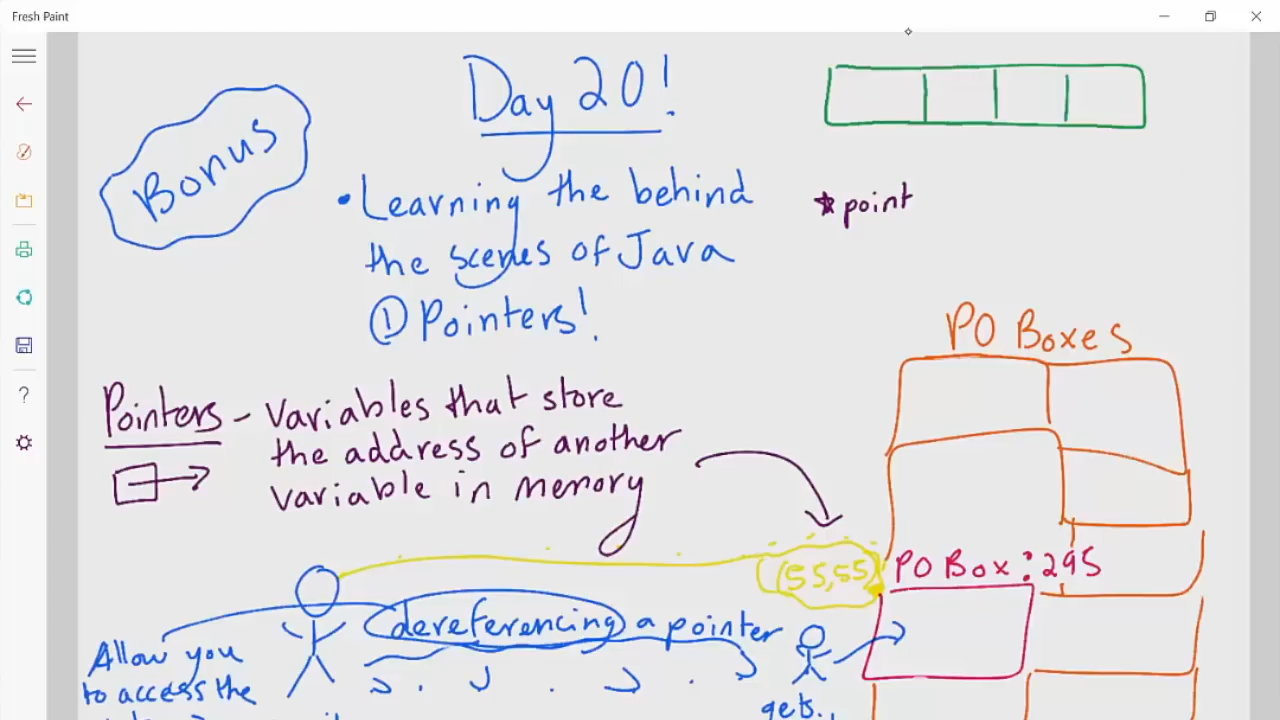 Fresh Paint
Day 20!
Bonus
• Learning the behind
the scenes of Java
① Pointers!
*point
PO Boxes
Pointers - Variables that store
the address of another
variable in memory
(55,55)
PO Box: 295
dereferencing a pointer
Allow you
to access the
gets..